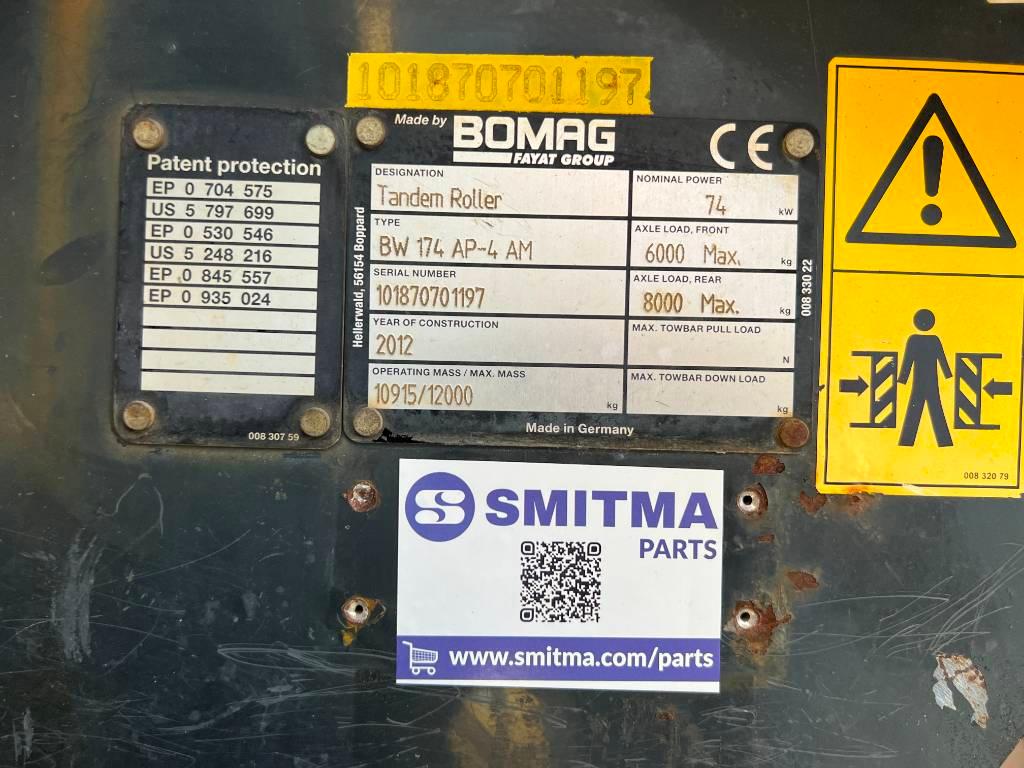 101870701197
Patent protection
EP 0 704 575
US 5 797 699
EP 0 530 546
US 5 248 216
EP 0 845 557
EP 0 935 024
008 307 59
Made by BOMAG
FAYAT GROUP
CE
Hellerwald, 56154 Boppard
DESIGNATION
Tandem Roller
NOMINAL POWER
74 kW
TYPE
BW 174 AP-4 AM
AXLE LOAD, FRONT
6000 Max. kg
SERIAL NUMBER
101870701197
AXLE LOAD, REAR
8000 Max. kg
YEAR OF CONSTRUCTION
2012
MAX. TOWBAR PULL LOAD
N
OPERATING MASS / MAX. MASS
10915/12000 kg
MAX. TOWBAR DOWN LOAD
kg
008 330 22
Made in Germany
008 320 79
S SMITMA
PARTS
www.smitma.com/parts